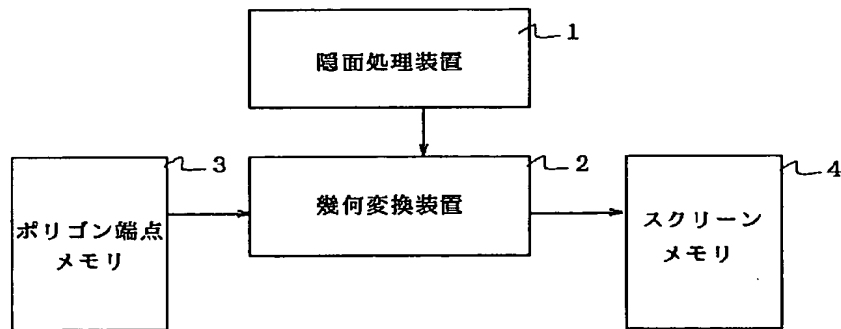 隠面処理装置
1
ポリゴン端点
メモリ
3
幾何変換装置
2
スクリーン
メモリ
4